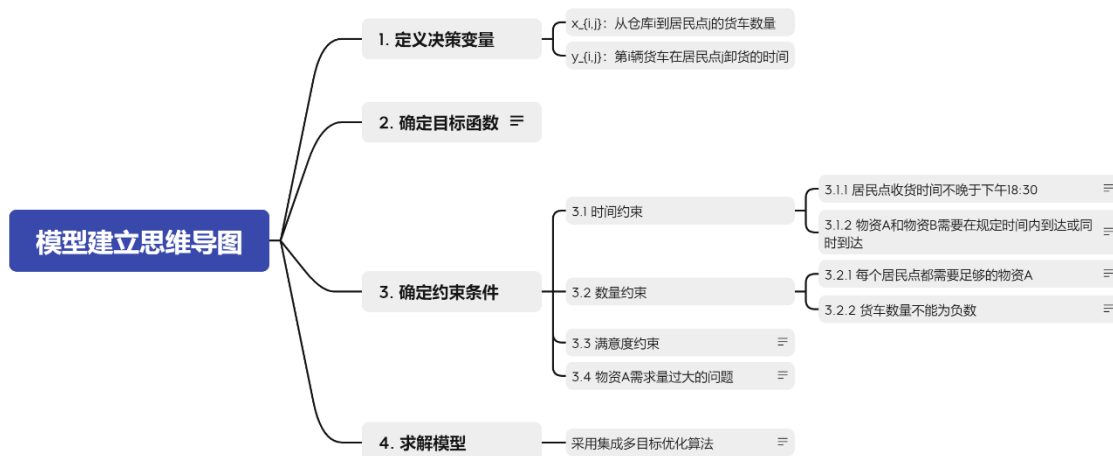 模型建立思维导图
1. 定义决策变量
x_{i,j}：从仓库i到居民点j的货车数量
y_{i,j}：第i辆货车在居民点j卸货的时间
2. 确定目标函数
3. 确定约束条件
3.1 时间约束
3.1.1 居民点收货时间不晚于下午18:30
3.1.2 物资A和物资B需要在规定时间内到达或同
时到达
3.2 数量约束
3.2.1 每个居民点都需要足够的物资A
3.2.2 货车数量不能为负数
3.3 满意度约束
3.4 物资A需求量过大的问题
4. 求解模型
采用集成多目标优化算法